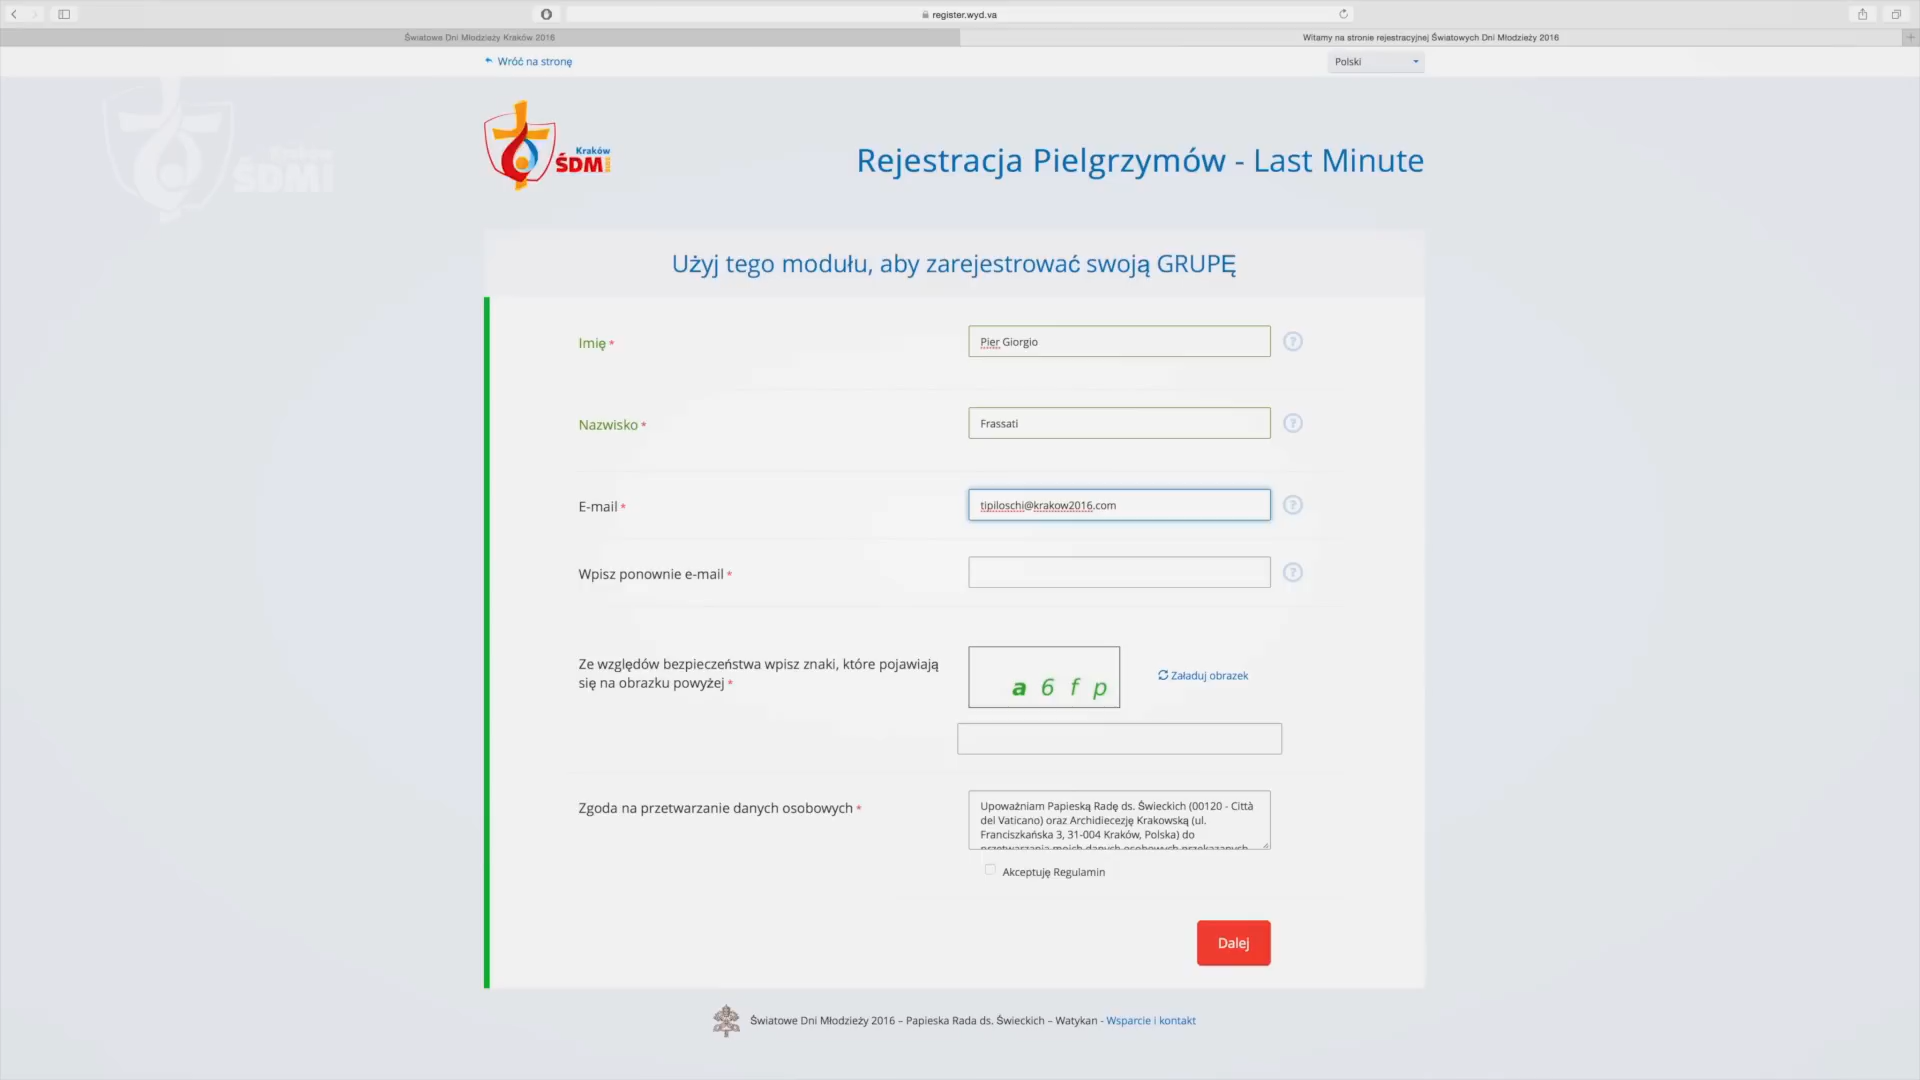 register.wyd.va
Światowe Dni Młodzieży Kraków 2016
Witamy na stronie rejestracyjnej Światowych Dni Młodzieży 2016
Wróć na stronę
Polski
Kraków
ŚDM
Rejestracja Pielgrzymów - Last Minute
Użyj tego modułu, aby zarejestrować swoją GRUPĘ
Imię *
Pier Giorgio
?
Nazwisko *
Frassati
?
E-mail *
tipiloschi@krakow2016.com
?
Wpisz ponownie e-mail *
?
Ze względów bezpieczeństwa wpisz znaki, które pojawiają
się na obrazku powyżej *
a 6 f p
Załaduj obrazek
Zgoda na przetwarzanie danych osobowych *
Upoważniam Papieską Radę ds. Świeckich (00120 - Città
del Vaticano) oraz Archidiecezję Krakowską (ul.
Franciszkańska 3, 31-004 Kraków, Polska) do
przetwarzania moich danych osobowych przekazanych
Akceptuję Regulamin
Dalej
Światowe Dni Młodzieży 2016 – Papieska Rada ds. Świeckich – Watykan - Wsparcie i kontakt